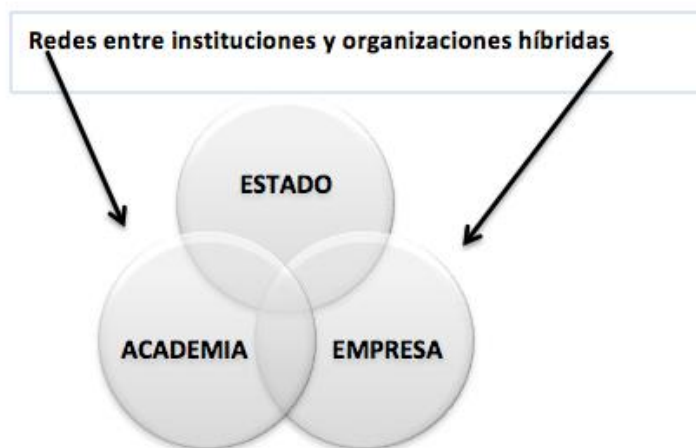 Redes entre instituciones y organizaciones híbridas
ESTADO
ACADEMIA
EMPRESA